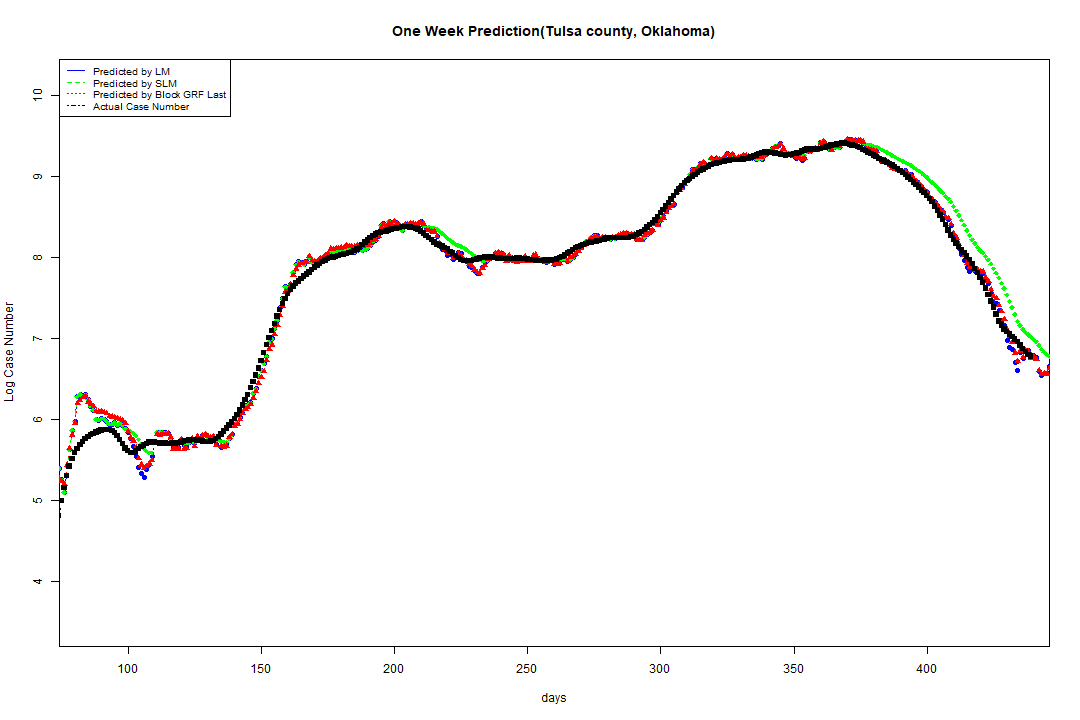 One Week Prediction(Tulsa county, Oklahoma)
Predicted by LM
Predicted by SLM
Predicted by Block GRF Last
Actual Case Number
10
9
8
7
6
5
4
Log Case Number
100 150 200 250 300 350 400
days